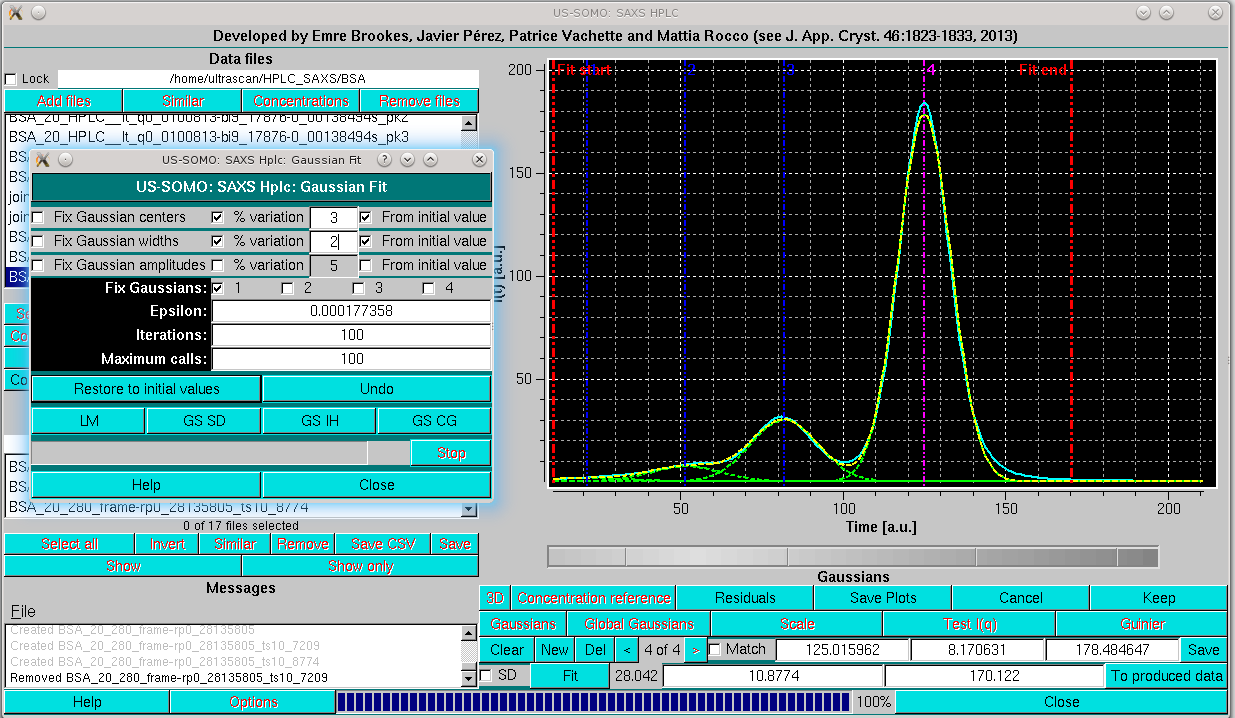 US-SOMO: SAXS HPLC
Developed by Emre Brookes, Javier Pérez, Patrice Vachette and Mattia Rocco (see J. App. Cryst. 46:1823-1833, 2013)
Data files
Lock /home/ultrascan/HPLC_SAXS/BSA
Add files Similar Concentrations Remove files
BSA_20_HPLC__lt_q0_0100813-bl9_17876-0_00138494s_pk2
BSA_20_HPLC__lt_q0_0100813-bl9_17876-0_00138494s_pk3
BS
BS
join
join
BS
BS
BS
Se
Co
Co
US-SOMO: SAXS Hplc: Gaussian Fit
US-SOMO: SAXS Hplc: Gaussian Fit
Fix Gaussian centers % variation 3 From initial value
Fix Gaussian widths % variation 2 From initial value
Fix Gaussian amplitudes % variation 5 From initial value
Fix Gaussians: 1 2 3 4
Epsilon: 0.000177358
Iterations: 100
Maximum calls: 100
Restore to initial values Undo
LM GS SD GS IH GS CG
Stop
Help Close
BS
BS
BSA_20_280_frame-rp0_28135805_ts10_8774
0 of 17 files selected
Select all Invert Similar Remove Save CSV Save
Show Show only
Messages
File
Created BSA_20_280_frame-rp0_28135805
Created BSA_20_280_frame-rp0_28135805_ts10_7209
Created BSA_20_280_frame-rp0_28135805_ts10_8774
Removed BSA_20_280_frame-rp0_28135805_ts10_7209
Help Options 100% Close
Fit start 2 3 4 Fit end
200
150
100
50
I(t) [a.u.]
50 100 150 200
Time [a.u.]
Gaussians
3D Concentration reference Residuals Save Plots Cancel Keep
Gaussians Global Gaussians Scale Test I(q) Guinier
Clear New Del < 4 of 4 > Match 125.015962 8.170631 178.484647 Save
SD Fit 28.042 10.8774 170.122 To produced data